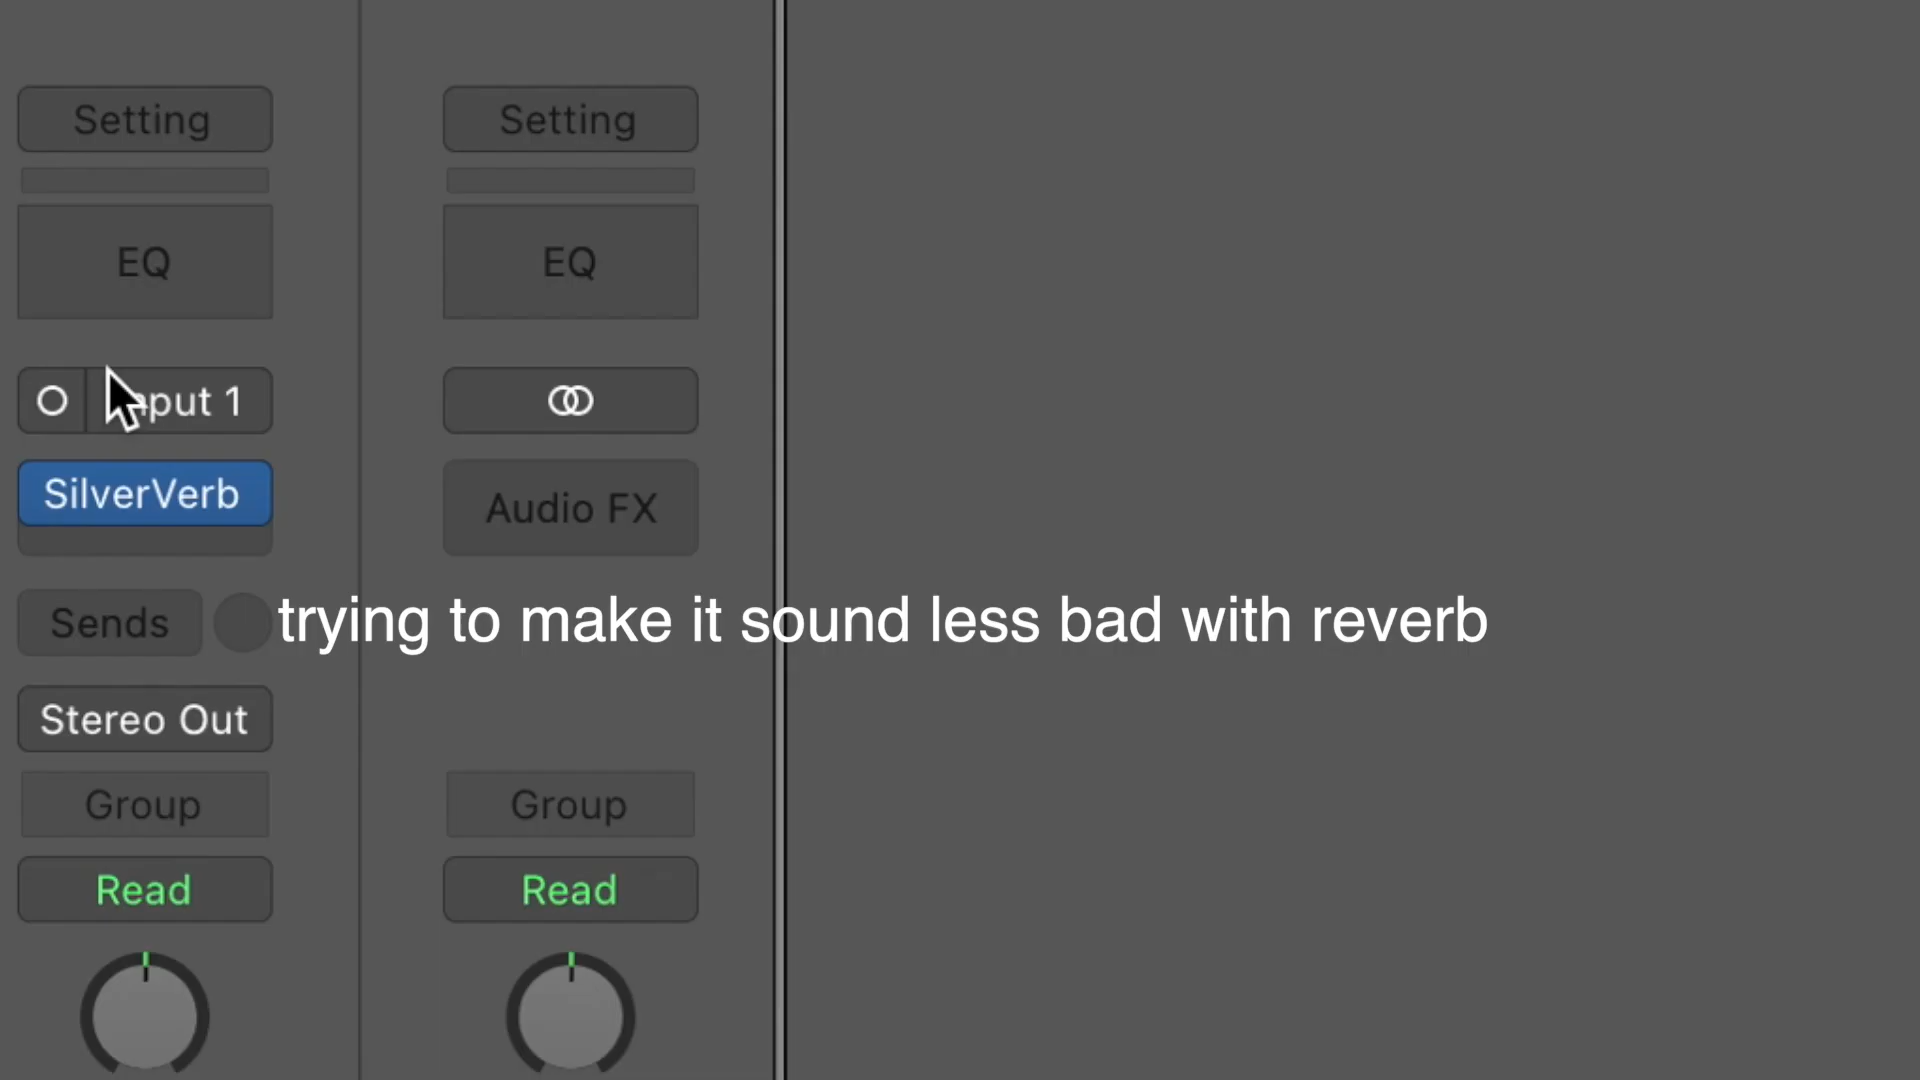 Setting Setting
EQ EQ
put 1
SilverVerb
Audio FX
Sends
trying to make it sound less bad with reverb
Stereo Out
Group Group
Read Read